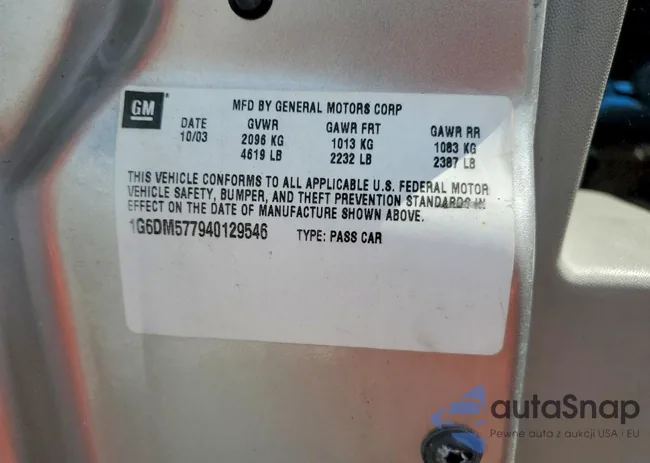 GM
MFD BY GENERAL MOTORS CORP
DATE GVWR GAWR FRT GAWR RR
10/03 2096 KG 1013 KG 1083 KG
4619 LB 2232 LB 2387 LB
THIS VEHICLE CONFORMS TO ALL APPLICABLE U.S. FEDERAL MOTOR
VEHICLE SAFETY, BUMPER, AND THEFT PREVENTION STANDARDS IN
EFFECT ON THE DATE OF MANUFACTURE SHOWN ABOVE.
1G6DM577940129546 TYPE: PASS CAR
autaSnap
Pewne auta z aukcji USA i EU